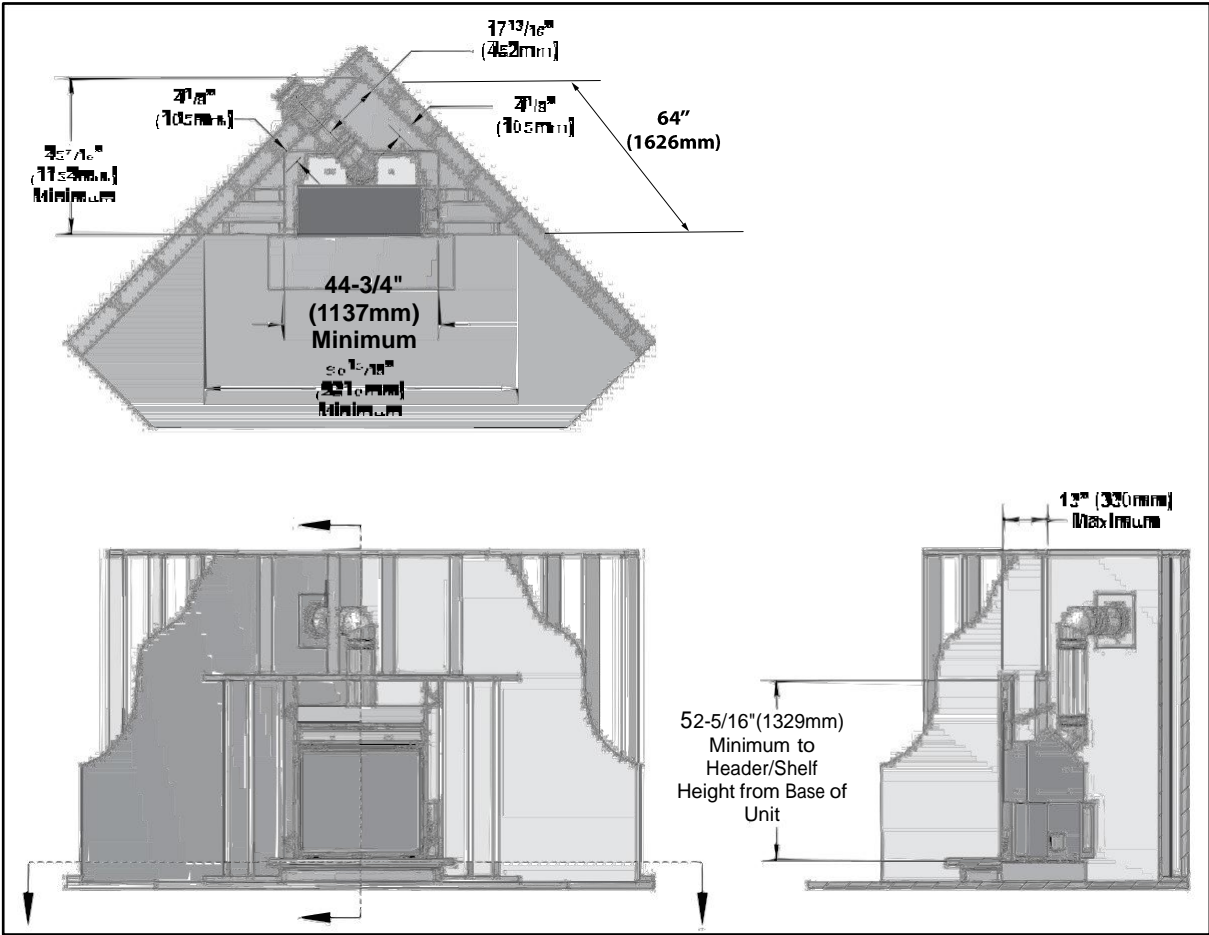 17 13/16"
(452mm)
4 1/8"
(105mm)
4 1/8"
(105mm)
64"
(1626mm)
Minimum
44-3/4"
(1137mm)
Minimum
Minimum
13" (330mm)
Maximum
52-5/16"(1329mm)
Minimum to
Header/Shelf
Height from Base of
Unit